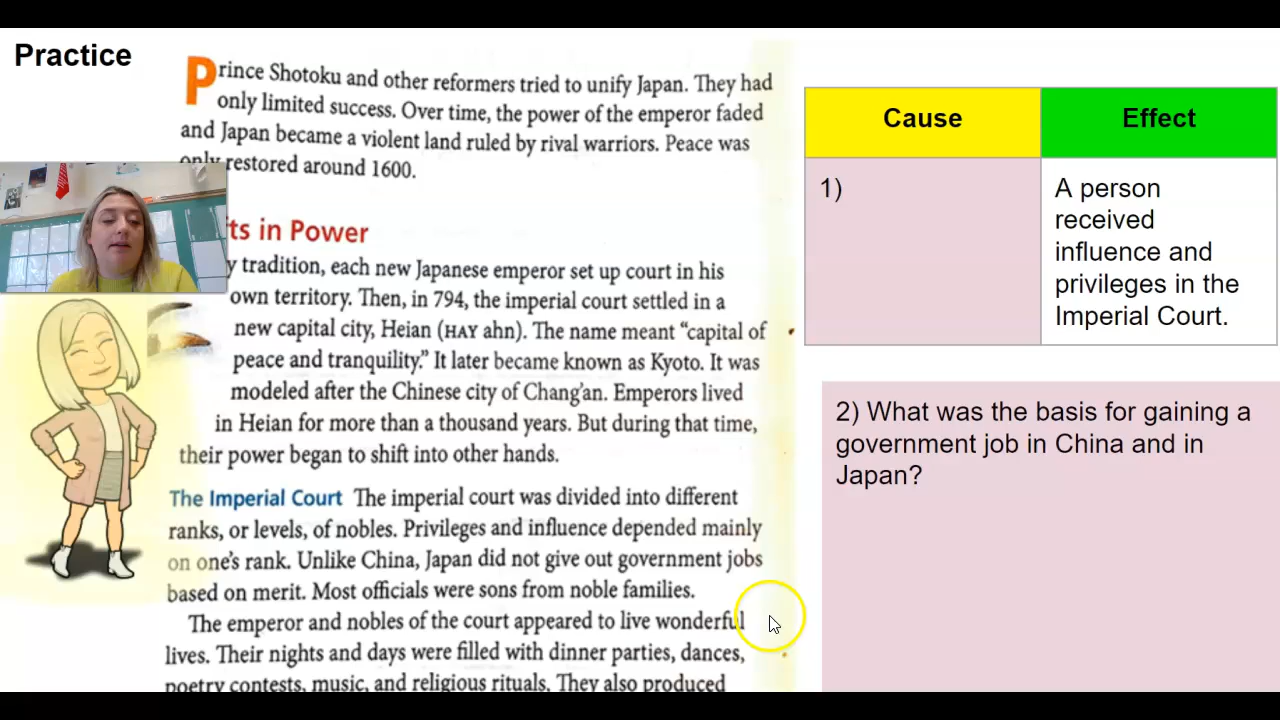 Practice
Prince Shotoku and other reformers tried to unify Japan. They had
only limited success. Over time, the power of the emperor faded
and Japan became a violent land ruled by rival warriors. Peace was
only restored around 1600.
ts in Power
y tradition, each new Japanese emperor set up court in his
own territory. Then, in 794, the imperial court settled in a
new capital city, Heian (HAY ahn). The name meant “capital of
peace and tranquility.” It later became known as Kyoto. It was
modeled after the Chinese city of Chang'an. Emperors lived
in Heian for more than a thousand years. But during that time,
their power began to shift into other hands.
The Imperial Court The imperial court was divided into different
ranks, or levels, of nobles. Privileges and influence depended mainly
on one's rank. Unlike China, Japan did not give out government jobs
based on merit. Most officials were sons from noble families.
The emperor and nobles of the court appeared to live wonderful
lives. Their nights and days were filled with dinner parties, dances,
poetry contests, music, and religious rituals. They also produced
Cause
Effect
1)
A person
received
influence and
privileges in the
Imperial Court.
2) What was the basis for gaining a
government job in China and in
Japan?